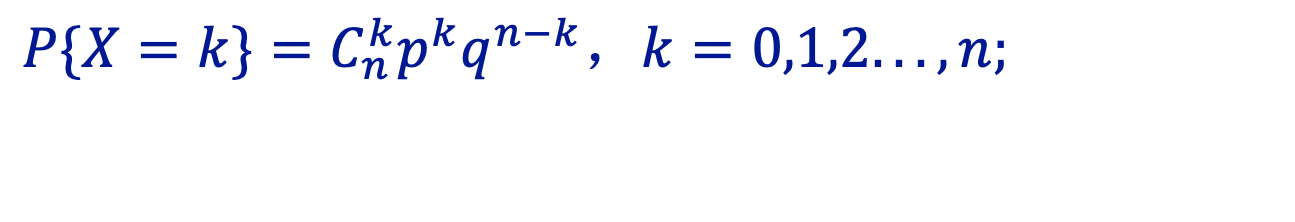 P{X = k} = C_n^k p^k q^{n−k}, k = 0,1,2...,n;